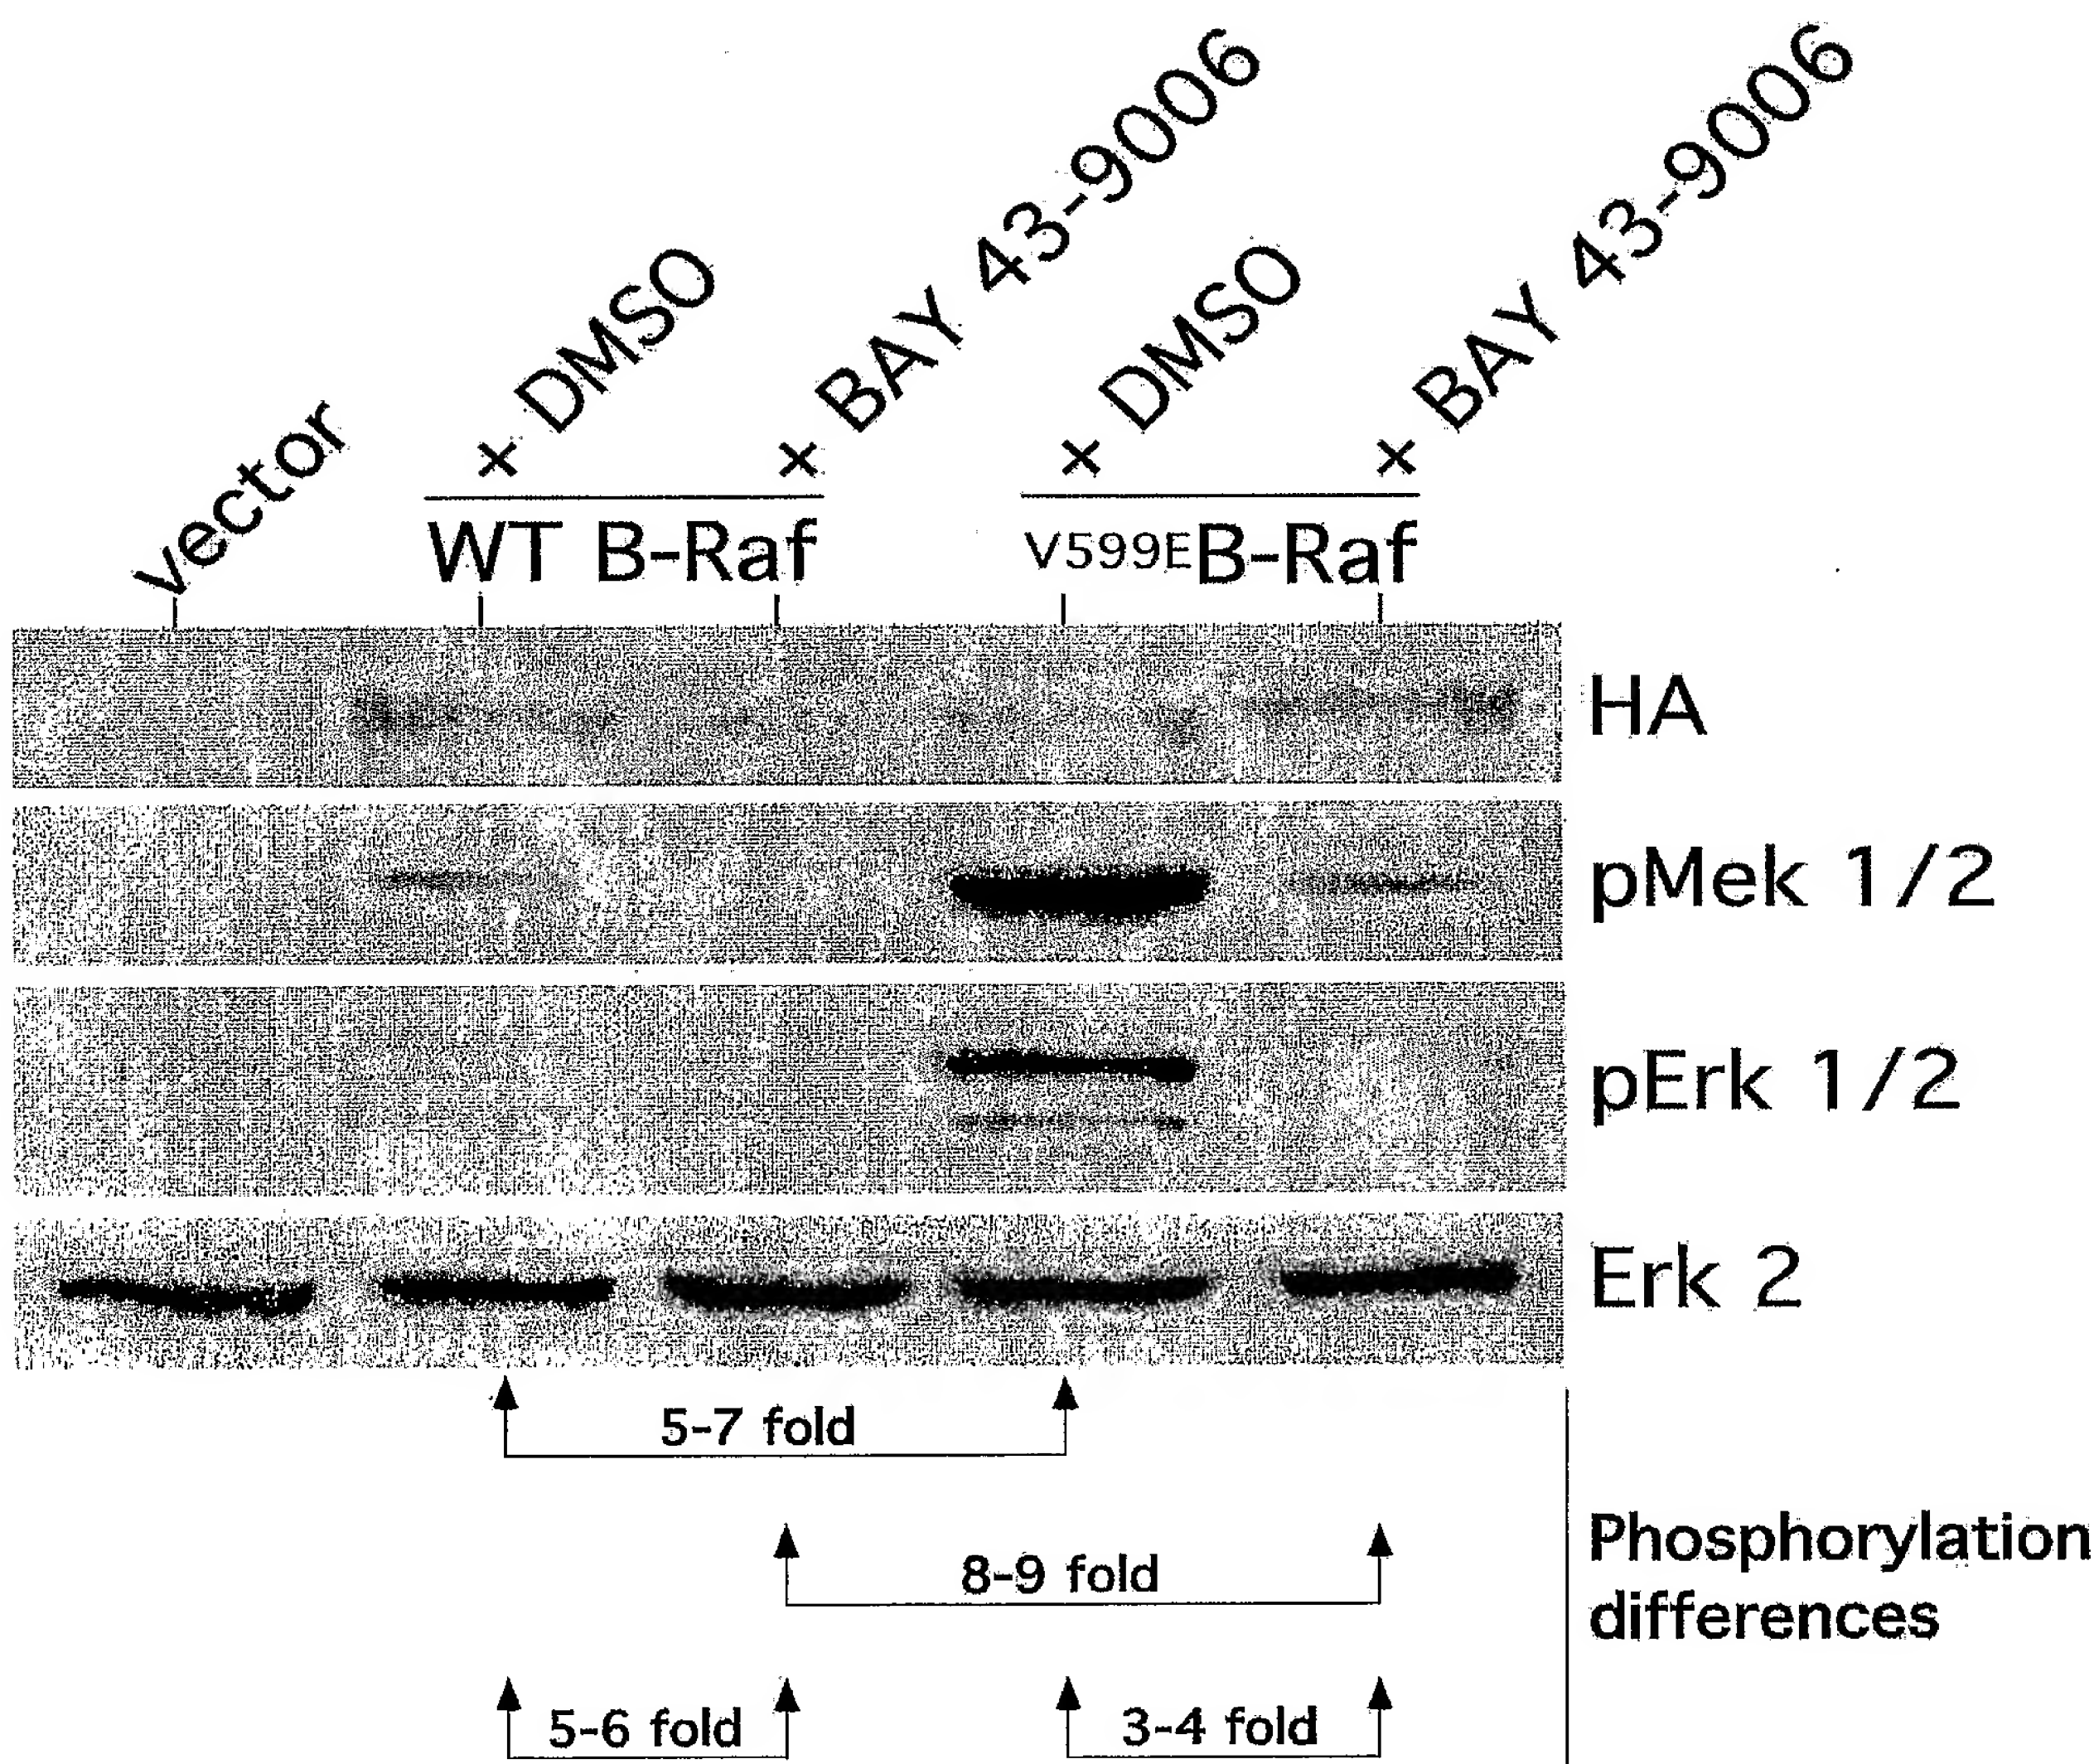 vector
+ DMSO
+ BAY 43-9006
+ DMSO
+ BAY 43-9006
WT B-Raf
V599EB-Raf
HA
pMek 1/2
pErk 1/2
Erk 2
5-7 fold
8-9 fold
Phosphorylation
differences
5-6 fold
3-4 fold